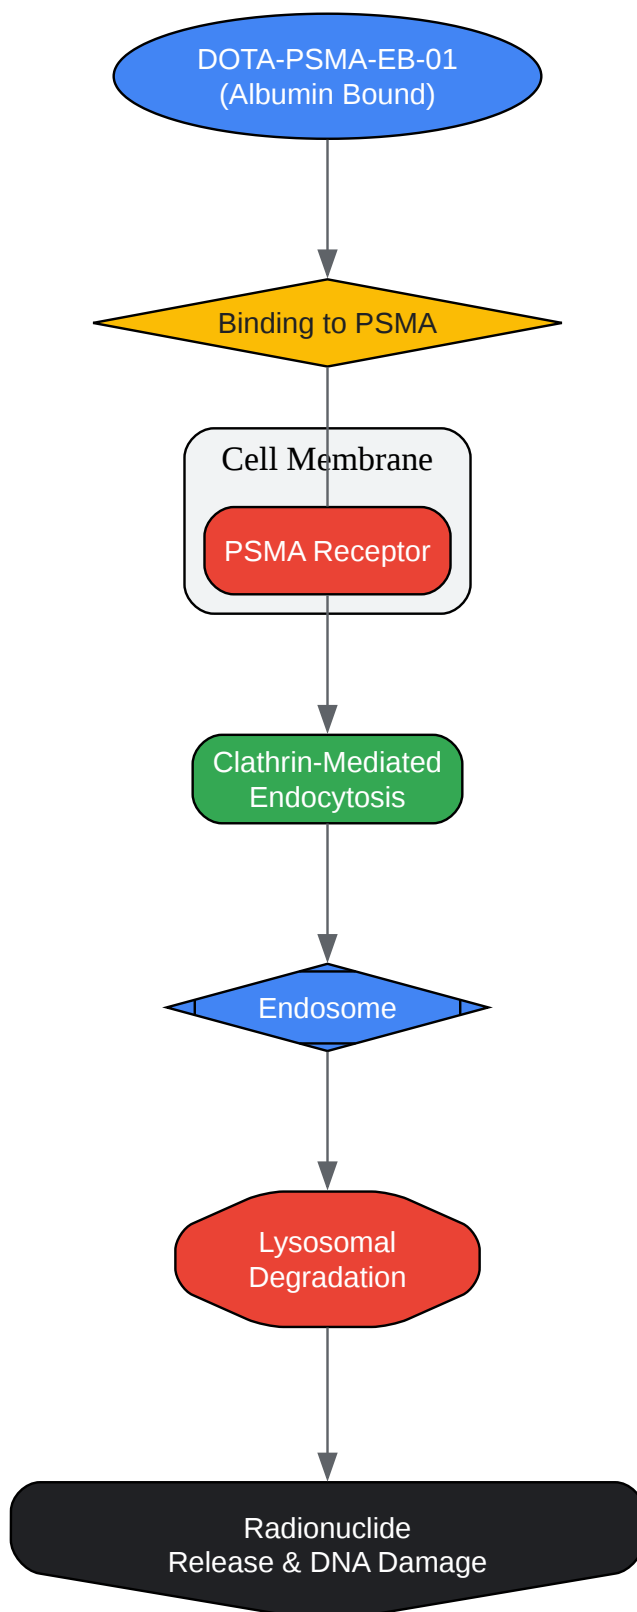 DOTA-PSMA-EB-01
(Albumin Bound)
Binding to PSMA
Cell Membrane
PSMA Receptor
Clathrin-Mediated
Endocytosis
Endosome
Lysosomal
Degradation
Radionuclide
Release & DNA Damage